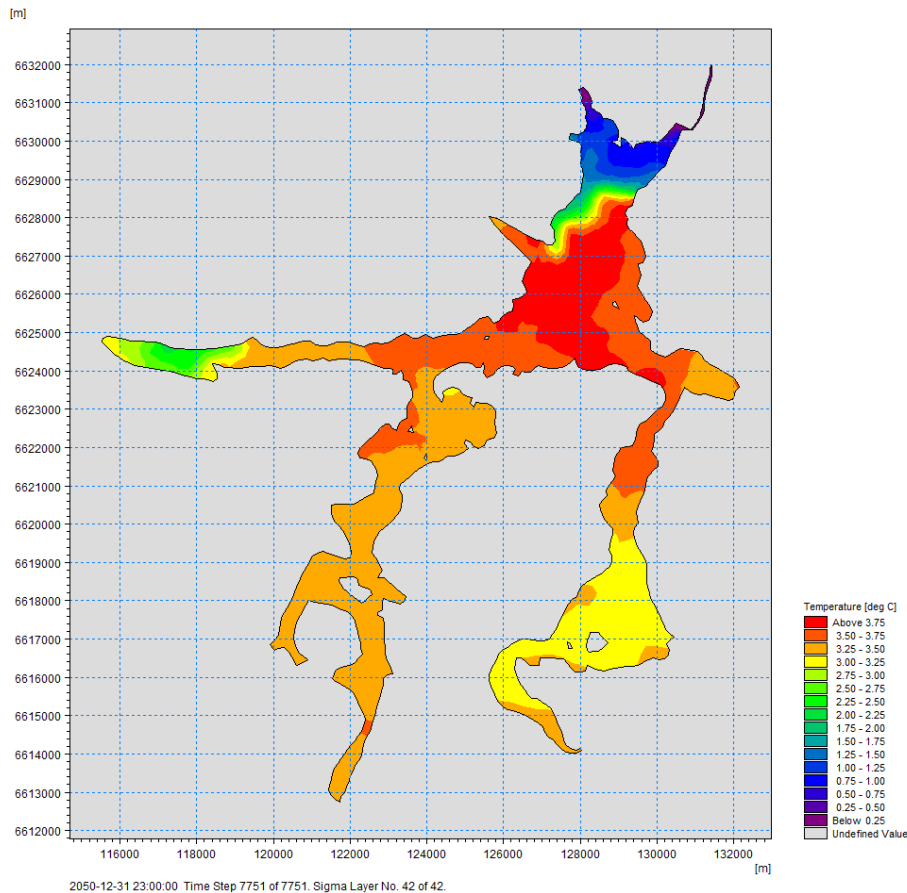 [m]
6632000
6631000
6630000
6629000
6628000
6627000
6626000
6625000
6624000
6623000
6622000
6621000
6620000
6619000
6618000
6617000
6616000
6615000
6614000
6613000
6612000
116000 118000 120000 122000 124000 126000 128000 130000 132000
[m]
Temperature [deg C]
Above 3.75
3.50 - 3.75
3.25 - 3.50
3.00 - 3.25
2.75 - 3.00
2.50 - 2.75
2.25 - 2.50
2.00 - 2.25
1.75 - 2.00
1.50 - 1.75
1.25 - 1.50
1.00 - 1.25
0.75 - 1.00
0.50 - 0.75
0.25 - 0.50
Below 0.25
Undefined Value
2050-12-31 23:00:00 Time Step 7751 of 7751. Sigma Layer No. 42 of 42.